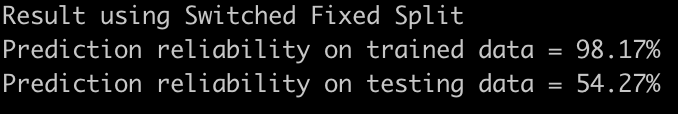 Result using Switched Fixed Split
Prediction reliability on trained data = 98.17%
Prediction reliability on testing data = 54.27%